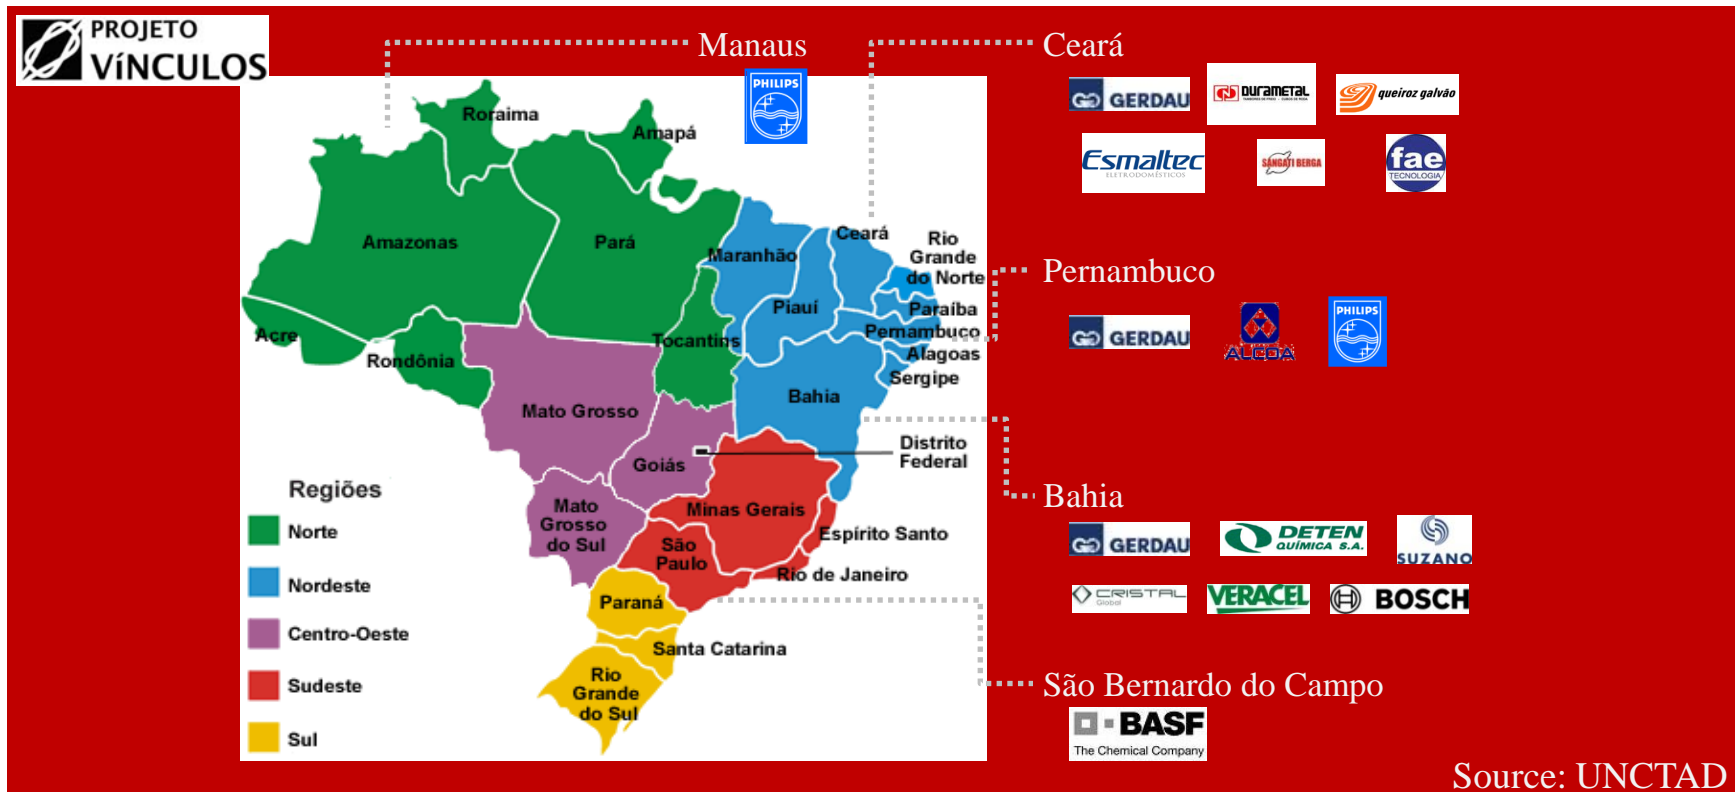 PROJETO
VíNCULOS
Manaus
PHILIPS
Ceará
GERDAU
DURAMETAL
queiroz galvão
Esmaltec
ELETRODOMÉSTICOS
SANGATI BERGA
fae
TECNOLOGIA
Roraima
Amapá
Amazonas
Pará
Maranhão
Ceará
Rio
Grande
do Norte
Piauí
Paraíba
Pernambuco
Alagoas
Sergipe
Acre
Rondônia
Tocantins
Bahia
Mato Grosso
Distrito
Federal
Goiás
Mato
Grosso
do Sul
Minas Gerais
Espírito Santo
São
Paulo
Rio de Janeiro
Paraná
Santa Catarina
Rio
Grande
do Sul
Regiões
Norte
Nordeste
Centro-Oeste
Sudeste
Sul
Pernambuco
GERDAU
ALCOA
PHILIPS
Bahia
GERDAU
DETEN
QUÍMICA S.A.
SUZANO
CRISTAL
Global
VERACEL
BOSCH
São Bernardo do Campo
BASF
The Chemical Company
Source: UNCTAD